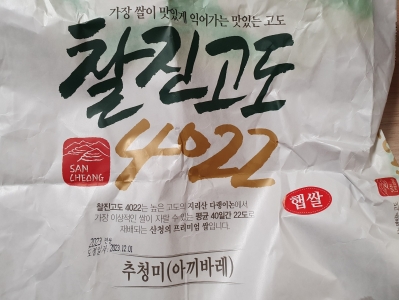 가장 쌀이 맛있게 익어가는 맛있는 고도
찰진고도
4022
SAN
CHEONG
햅쌀
찰진고도 4022는 높은 고도의 지리산 다랭이논에서
가장 이상적인 쌀이 자랄 수 있는 평균 40일간 22도로
재배되는 산청의 프리미엄 쌀입니다.
2023
2023.12.01
추청미(아끼바레)